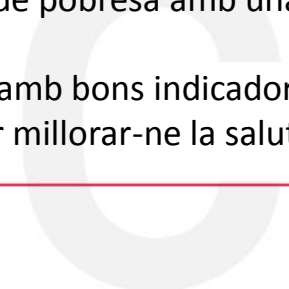 de pobresa amb una
amb bons indicador
r millorar-ne la salut